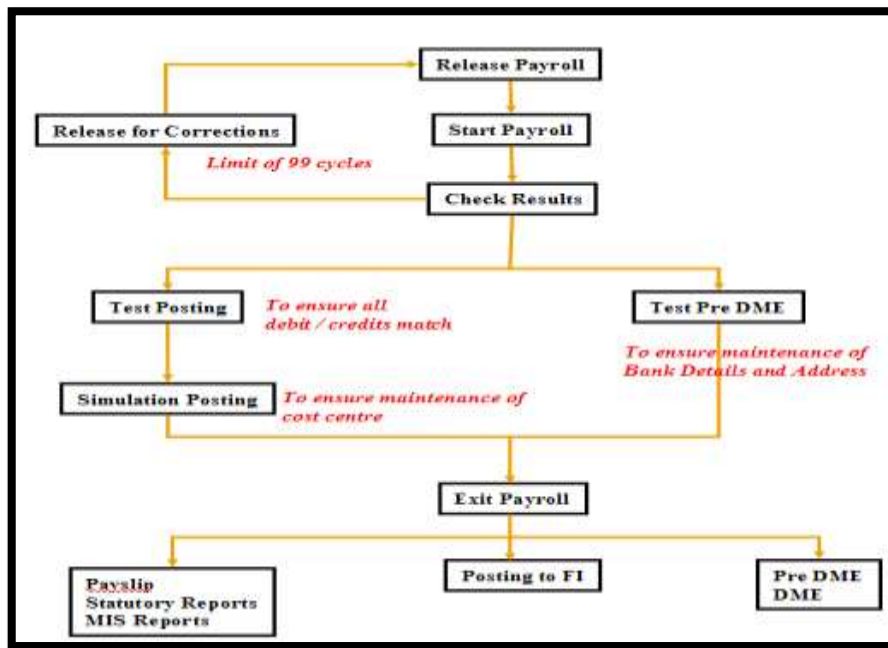 Release Payroll
Release for Corrections
Start Payroll
Limit of 99 cycles
Check Results
Test Posting
To ensure all
debit / credits match
Test Pre DME
To ensure maintenance of
Bank Details and Address
Simulation Posting
To ensure maintenance of
cost centre
Exit Payroll
Payslip
Statutory Reports
MIS Reports
Posting to FI
Pre DME
DME